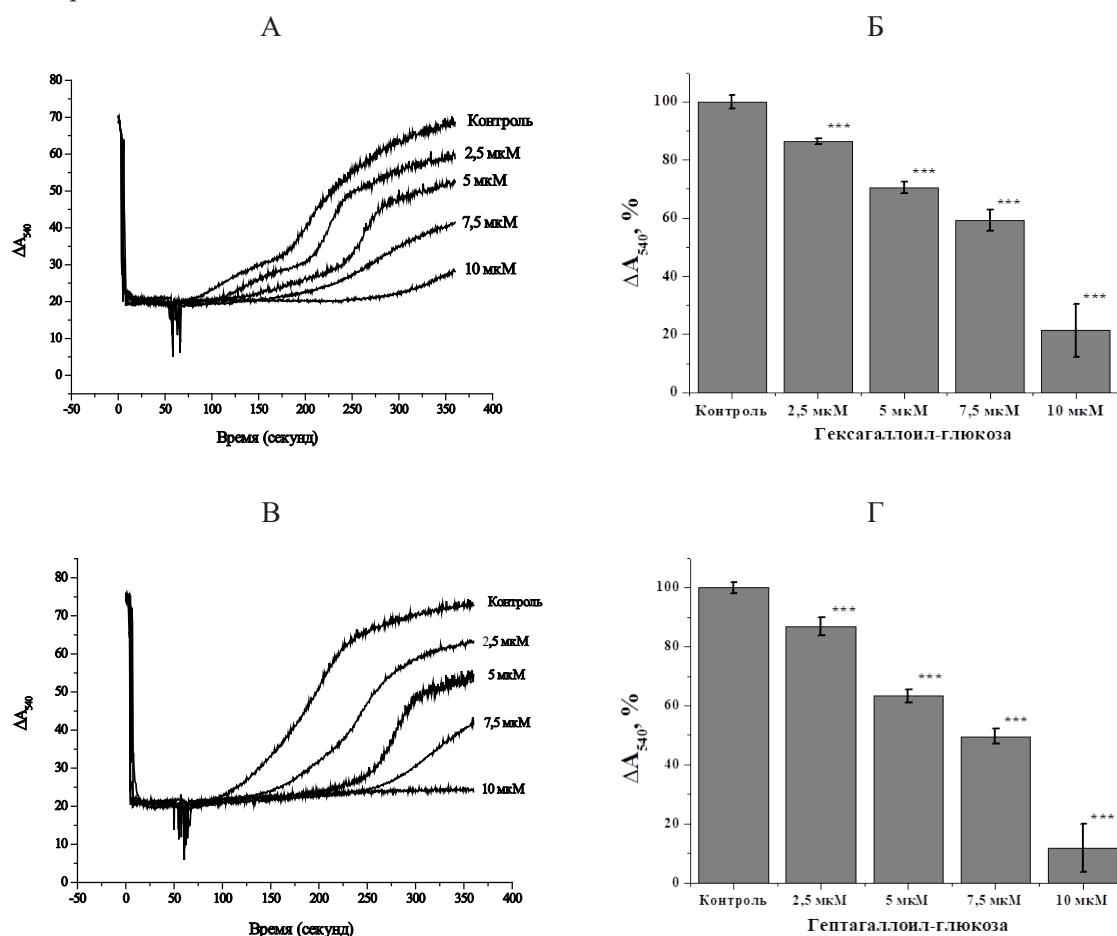 А
Б
80
70
60
50
40
30
20
10
0
ΔA540
Контроль
2,5 мкМ
5 мкМ
7,5 мкМ
10 мкМ
-50 0 50 100 150 200 250 300 350 400
Время (секунд)
100
80
60
40
20
0
ΔA540, %
***
***
***
***
Контроль 2,5 мкМ 5 мкМ 7,5 мкМ 10 мкМ
Гексагаллоил-глюкоза
В
Г
80
70
60
50
40
30
20
10
0
ΔA540
Контроль
2,5 мкМ
5 мкМ
7,5 мкМ
10 мкМ
-50 0 50 100 150 200 250 300 350 400
Время (секунд)
100
80
60
40
20
0
ΔA540, %
***
***
***
***
Контроль 2,5 мкМ 5 мкМ 7,5 мкМ 10 мкМ
Гептагаллоил-глюкоза